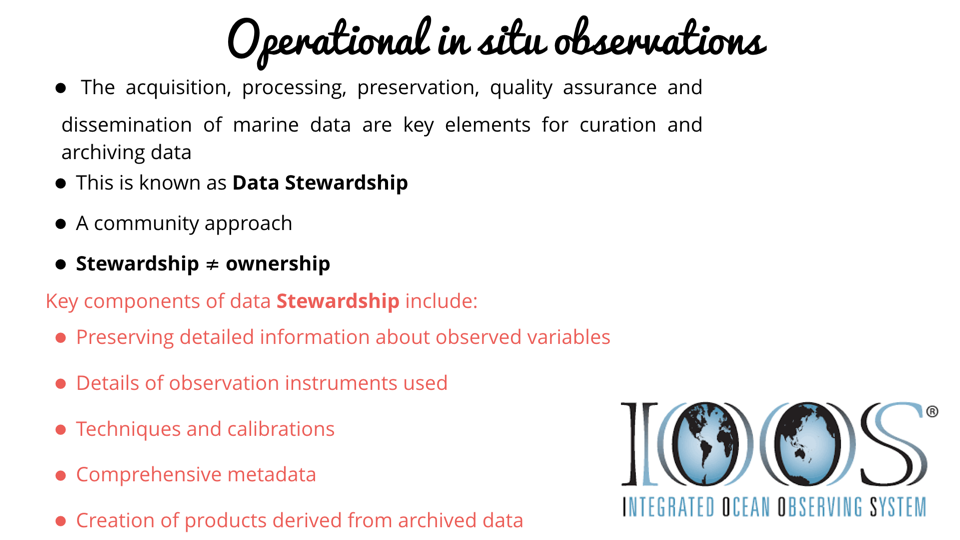 Operational in situ observations
● The acquisition, processing, preservation, quality assurance and
dissemination of marine data are key elements for curation and
archiving data
● This is known as Data Stewardship
● A community approach
● Stewardship ≠ ownership
Key components of data Stewardship include:
● Preserving detailed information about observed variables
● Details of observation instruments used
● Techniques and calibrations
● Comprehensive metadata
● Creation of products derived from archived data
IOOS®
INTEGRATED OCEAN OBSERVING SYSTEM